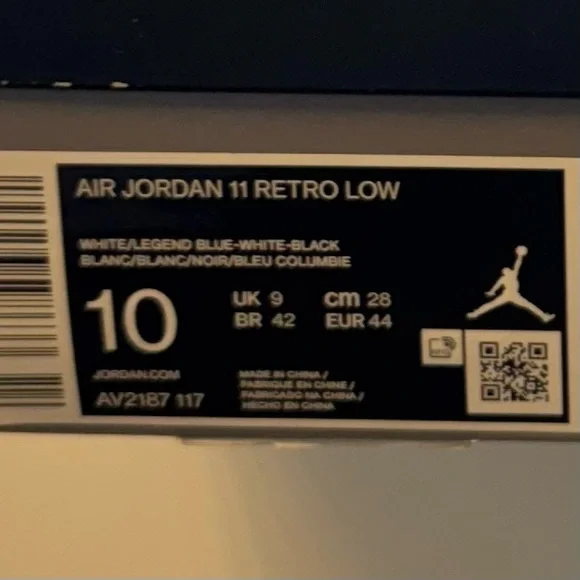 AIR JORDAN 11 RETRO LOW
WHITE/LEGEND BLUE-WHITE-BLACK
BLANC/BLANC/NOIR/BLEU COLUMBIE
10
UK 9 cm 28
BR 42 EUR 44
JORDAN.COM
AV2187 117
MADE IN CHINA /
FABRIQUE EN CHINE /
FABRICADO NA CHINA /
HECHO EN CHINA